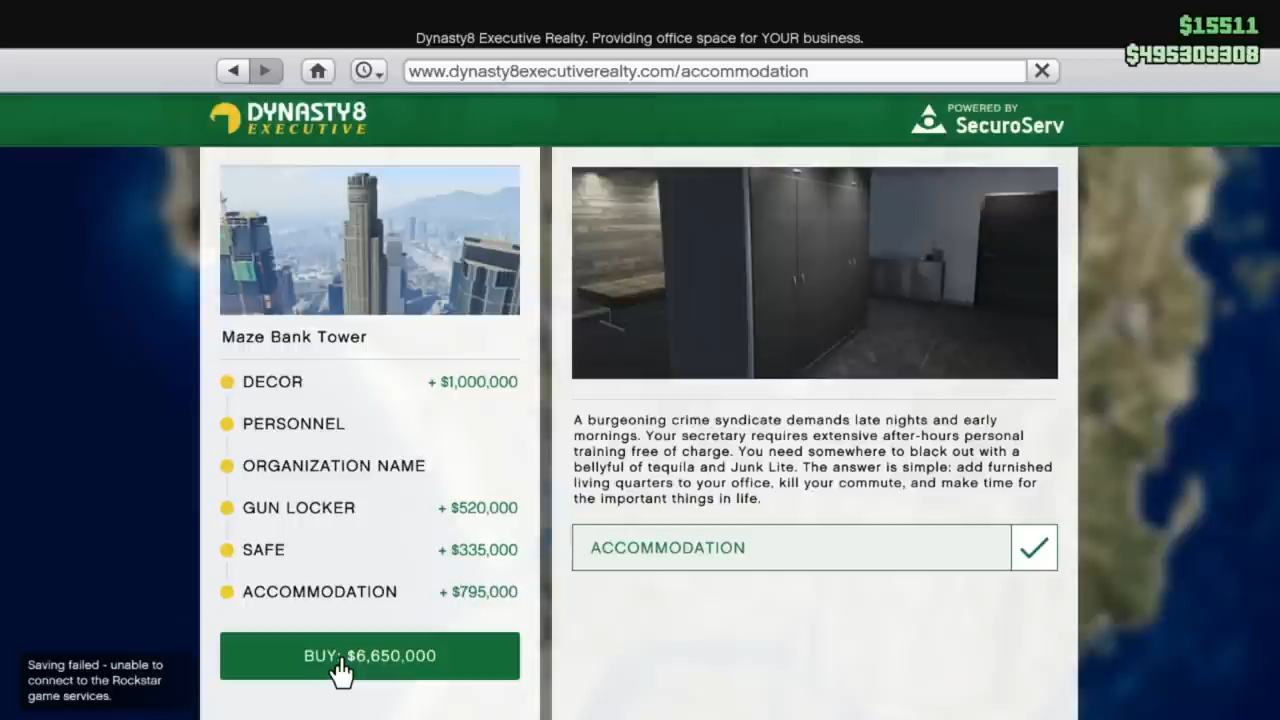 Dynasty8 Executive Realty. Providing office space for YOUR business.
$15511
$495309308
www.dynasty8executiverealty.com/accommodation
DYNASTY8
EXECUTIVE
POWERED BY
SecuroServ
Maze Bank Tower
DECOR + $1,000,000
PERSONNEL
ORGANIZATION NAME
GUN LOCKER + $520,000
SAFE + $335,000
ACCOMMODATION + $795,000
BUY: $6,650,000
A burgeoning crime syndicate demands late nights and early
mornings. Your secretary requires extensive after-hours personal
training free of charge. You need somewhere to black out with a
bellyful of tequila and Junk Lite. The answer is simple: add furnished
living quarters to your office, kill your commute, and make time for
the important things in life.
ACCOMMODATION
Saving failed - unable to
connect to the Rockstar
game services.